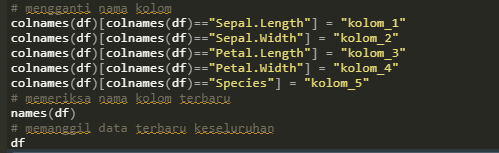 # mengganti nama kolom
colnames(df)[colnames(df)=="Sepal.Length"] = "kolom_1"
colnames(df)[colnames(df)=="Sepal.Width"] = "kolom_2"
colnames(df)[colnames(df)=="Petal.Length"] = "kolom_3"
colnames(df)[colnames(df)=="Petal.Width"] = "kolom_4"
colnames(df)[colnames(df)=="Species"] = "kolom_5"
# memeriksa nama kolom terbaru
names(df)
# memanggil data terbaru keseluruhan
df